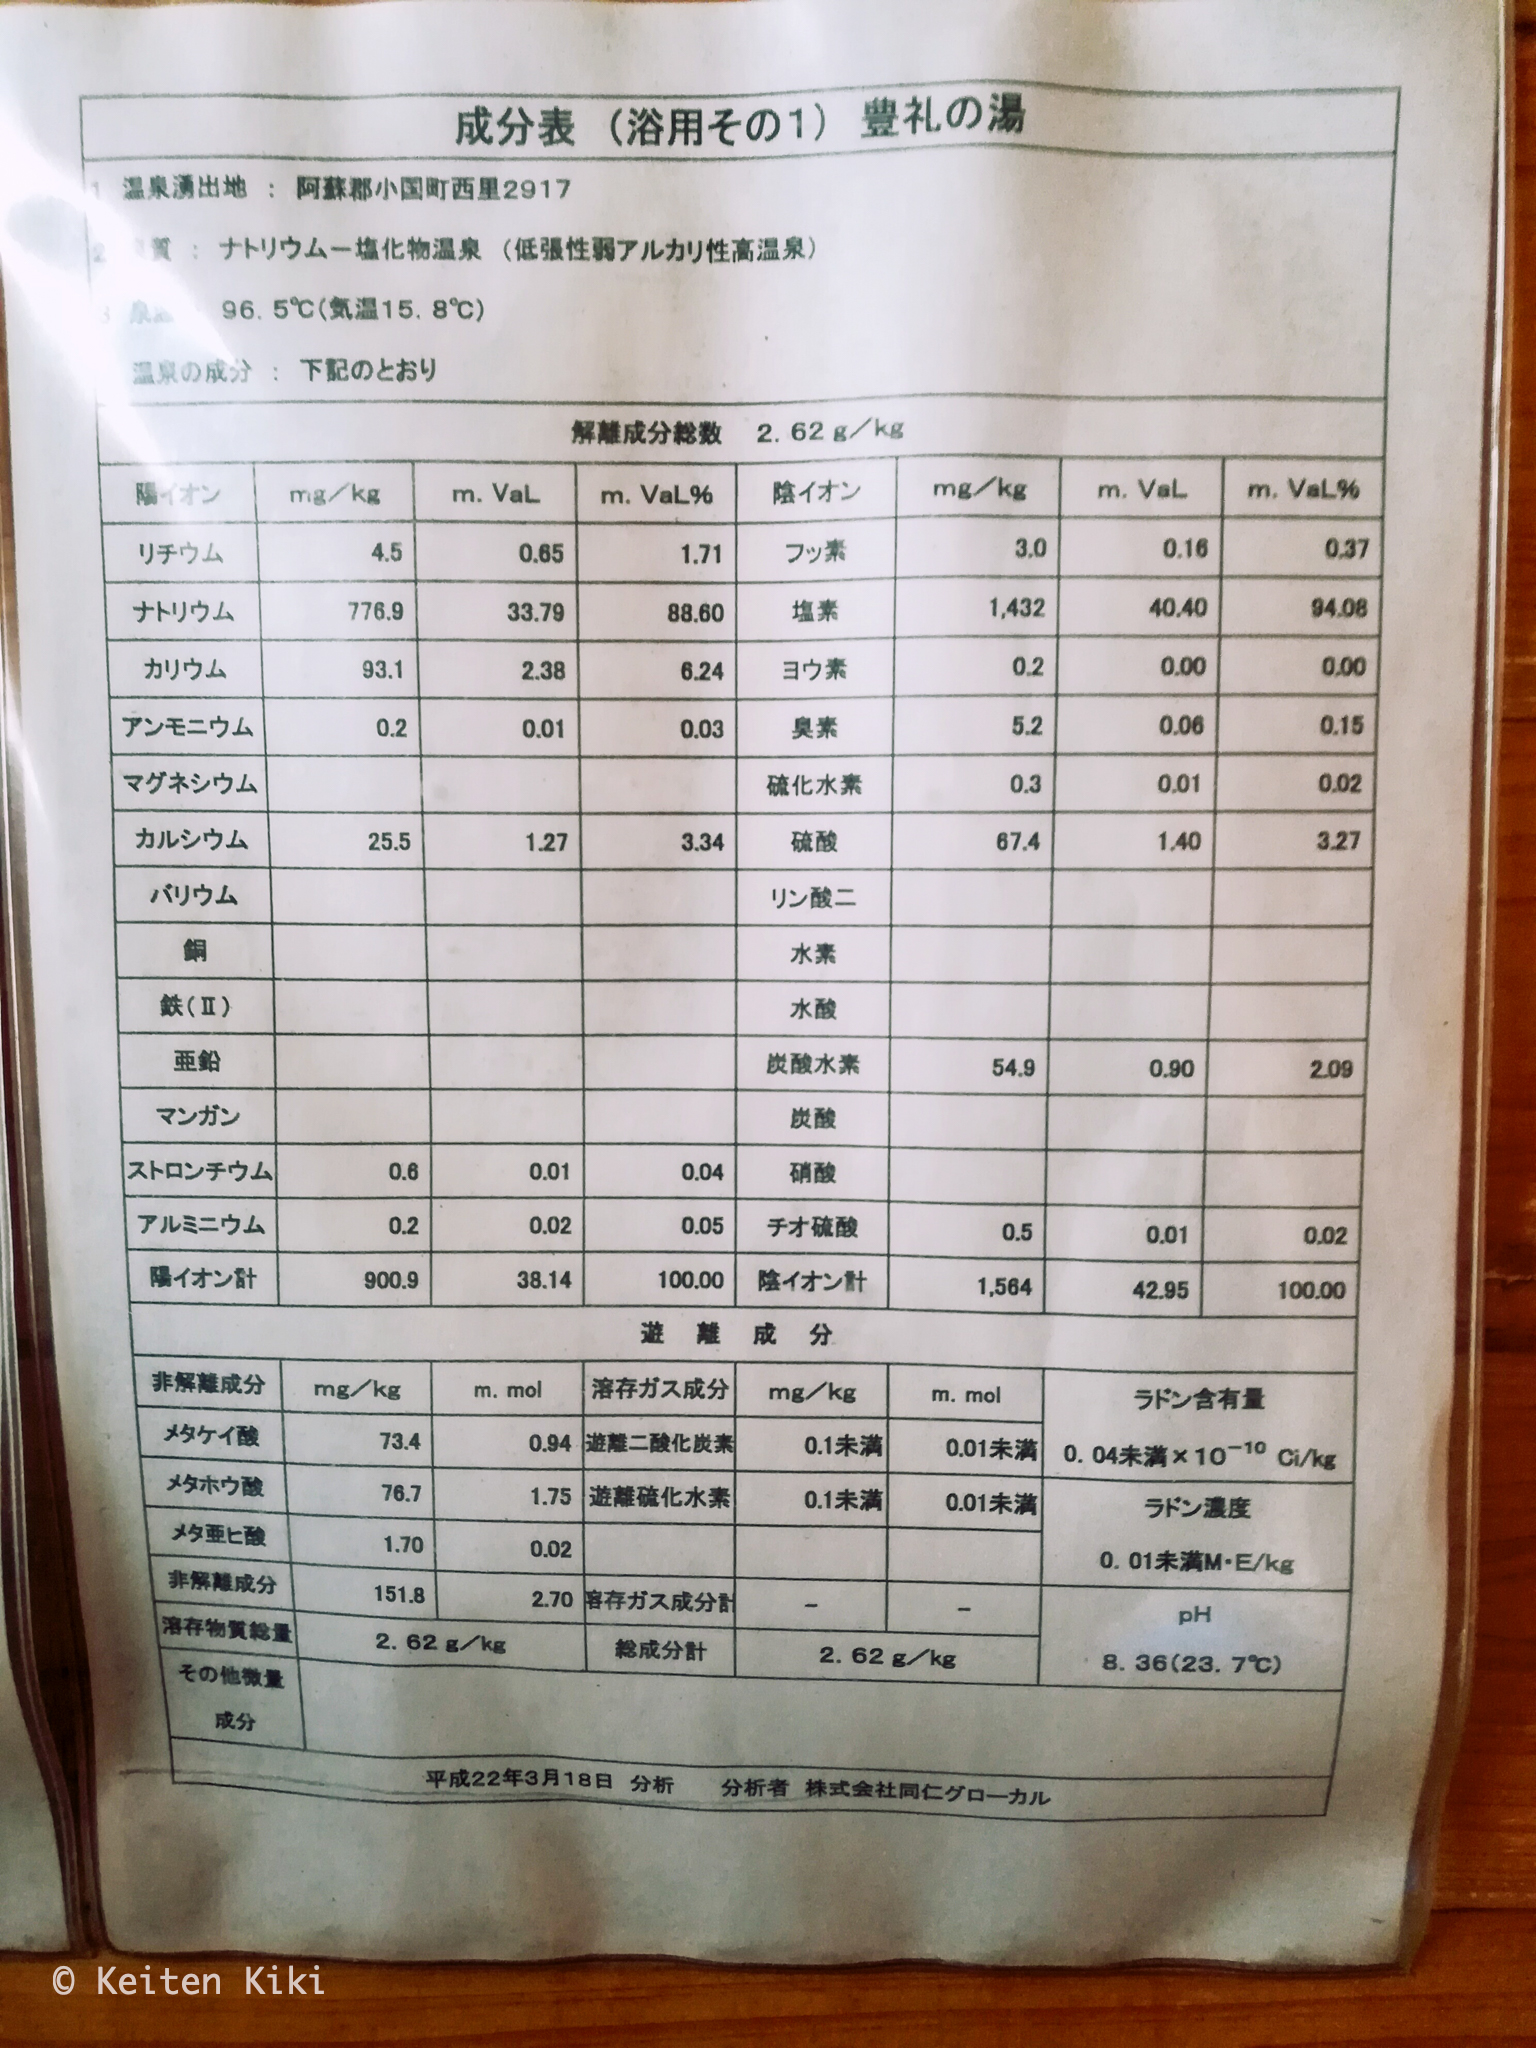 成分表 (浴用その1) 豊礼の湯
1 温泉湧出地 : 阿蘇郡小国町西里2917
2 質 : ナトリウムー塩化物温泉 (低張性弱アルカリ性高温泉)
泉 96.5℃(気温15.8℃)
温泉の成分 : 下記のとおり
解離成分総数 2.62g/kg
陽イオン mg/kg m.VaL m.VaL% 陰イオン mg/kg m.VaL m.VaL%
リチウム 4.5 0.65 1.71 フッ素 3.0 0.16 0.37
ナトリウム 776.9 33.79 88.60 塩素 1,432 40.40 94.08
カリウム 93.1 2.38 6.24 ヨウ素 0.2 0.00 0.00
アンモニウム 0.2 0.01 0.03 臭素 5.2 0.06 0.15
マグネシウム 硫化水素 0.3 0.01 0.02
カルシウム 25.5 1.27 3.34 硫酸 67.4 1.40 3.27
バリウム リン酸二
銅 水素
鉄(Ⅱ) 水酸
亜鉛 炭酸水素 54.9 0.90 2.09
マンガン 炭酸
ストロンチウム 0.6 0.01 0.04 硝酸
アルミニウム 0.2 0.02 0.05 チオ硫酸 0.5 0.01 0.02
陽イオン計 900.9 38.14 100.00 陰イオン計 1,564 42.95 100.00
遊離成分
非解離成分 mg/kg m.mol 溶存ガス成分 mg/kg m.mol ラドン含有量
メタケイ酸 73.4 0.94 遊離二酸化炭素 0.1未満 0.01未満 0.04未満×10⁻¹⁰ Ci/kg
メタホウ酸 76.7 1.75 遊離硫化水素 0.1未満 0.01未満 ラドン濃度
メタ亜ヒ酸 1.70 0.02 0.01未満M・E/kg
非解離成分 151.8 2.70 容存ガス成分計 － － pH
溶存物質総量 2.62g/kg 総成分計 2.62g/kg 8.36(23.7℃)
その他微量
成分
平成22年3月18日 分析 分析者 株式会社同仁グローカル
© Keiten Kiki